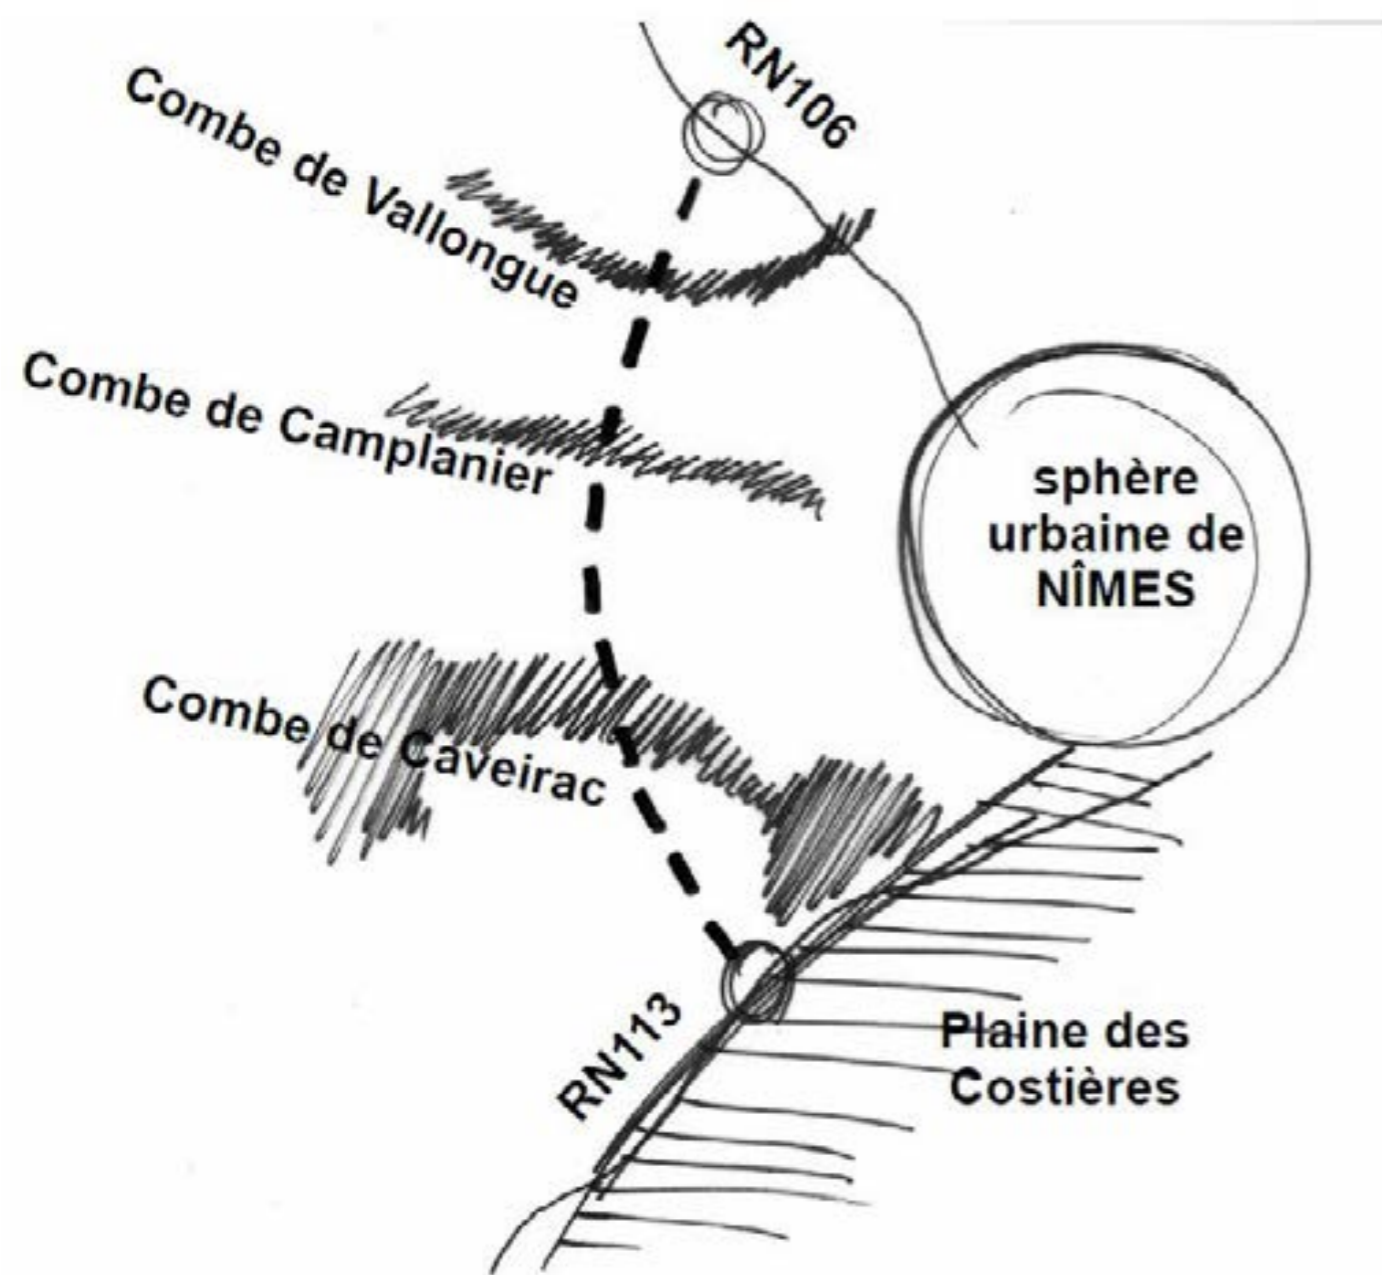 RN106
Combe de Vallongue
Combe de Camplanier
sphère
urbaine de
NÎMES
Combe de Caveirac
RN113
Plaine des
Costières